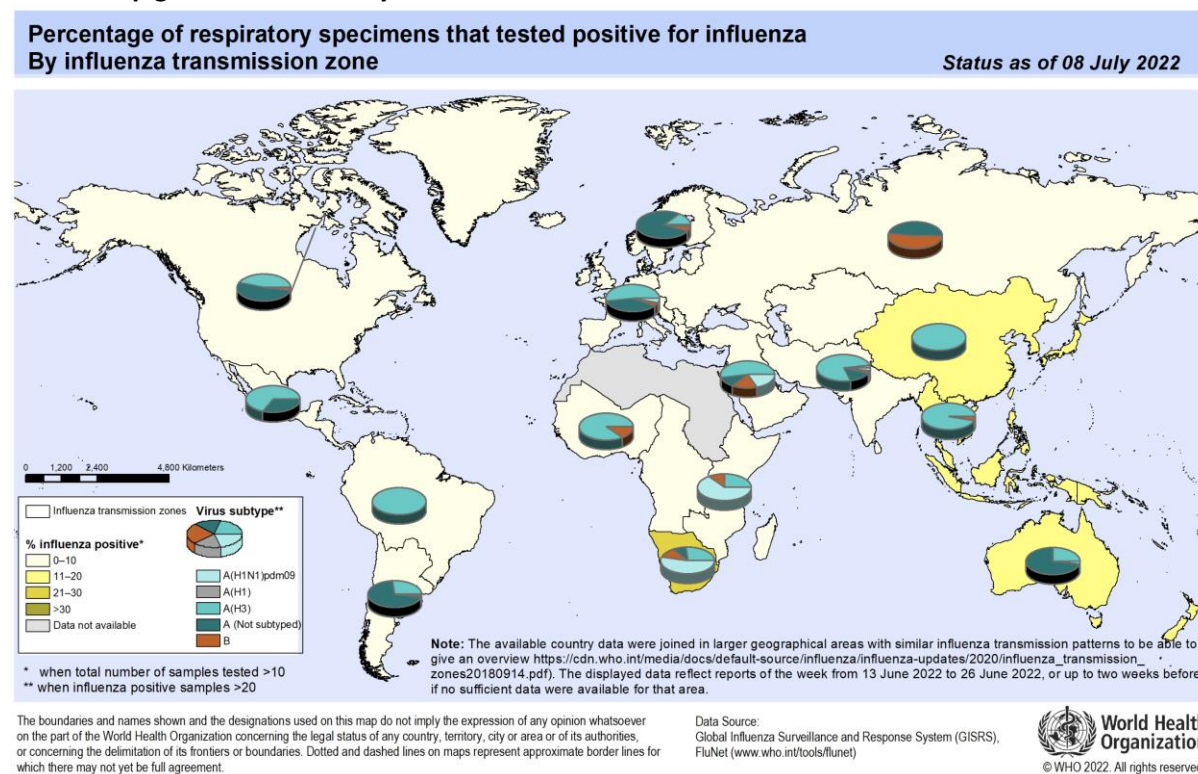 Percentage of respiratory specimens that tested positive for influenza
By influenza transmission zone
Status as of 08 July 2022
0 1,200 2,400 4,800 Kilometers
Influenza transmission zones
Virus subtype**
% influenza positive*
0–10
11–20
21–30
>30
Data not available
A(H1N1)pdm09
A(H1)
A(H3)
A (Not subtyped)
B
* when total number of samples tested >10
** when influenza positive samples >20
Note: The available country data were joined in larger geographical areas with similar influenza transmission patterns to be able to
give an overview https://cdn.who.int/media/docs/default-source/influenza/influenza-updates/2020/influenza_transmission_
zones20180914.pdf). The displayed data reflect reports of the week from 13 June 2022 to 26 June 2022, or up to two weeks before
if no sufficient data were available for that area.
The boundaries and names shown and the designations used on this map do not imply the expression of any opinion whatsoever
on the part of the World Health Organization concerning the legal status of any country, territory, city or area or of its authorities,
or concerning the delimitation of its frontiers or boundaries. Dotted and dashed lines on maps represent approximate border lines for
which there may not yet be full agreement.
Data Source:
Global Influenza Surveillance and Response System (GISRS),
FluNet (www.who.int/tools/flunet)
World Health
Organization
© WHO 2022. All rights reserved